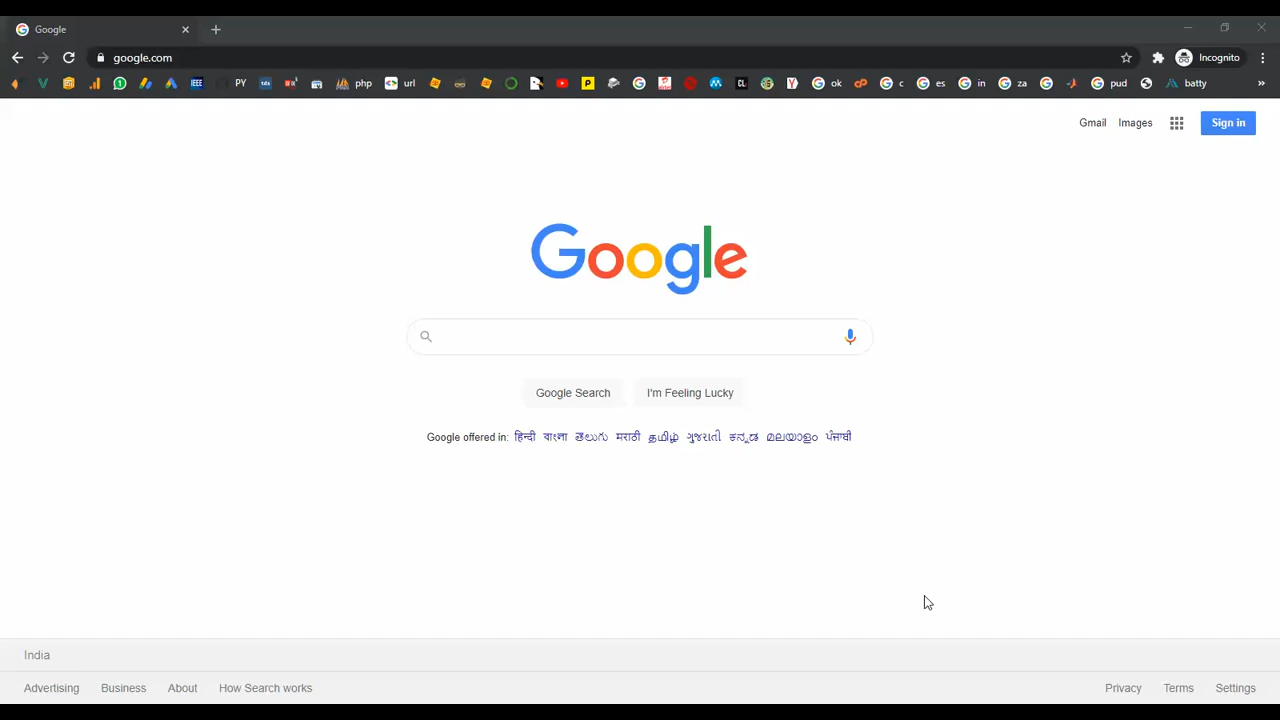 Google
google.com
Incognito
PY php url ok c es in za pud batty
Gmail Images Sign in
Google
Google Search I'm Feeling Lucky
Google offered in: हिन्दी বাংলা తెలుగు मराठी தமிழ் ગુજરાતી ಕನ್ನಡ മലയാളം ਪੰਜਾਬੀ
India
Advertising Business About How Search works Privacy Terms Settings